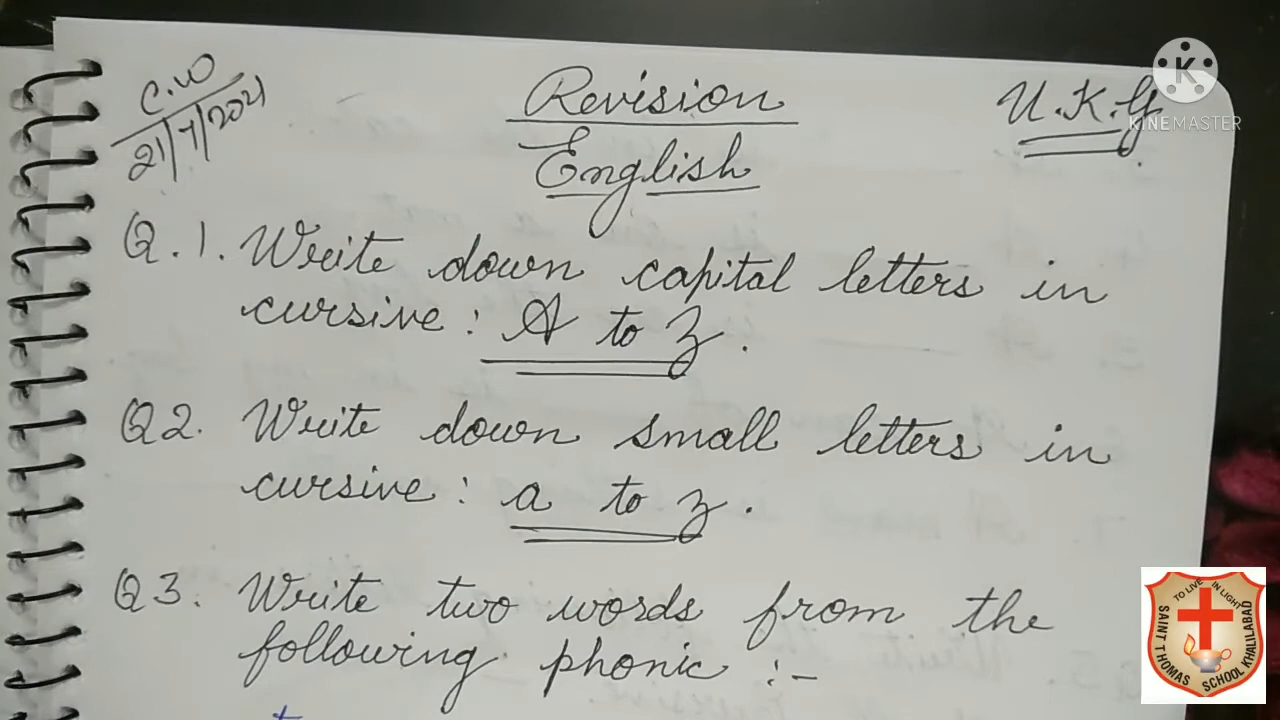 C.W
21/7/2021
Revision
English
U.K.G
KINEMASTER
Q.1. Write down capital letters in
cursive : A to Z.
Q2. Write down small letters in
cursive : a to z.
Q3. Write two words from the
following phonic :-
TO LIVE IN LIGHT
SAINT THOMAS SCHOOL KHALILABAD